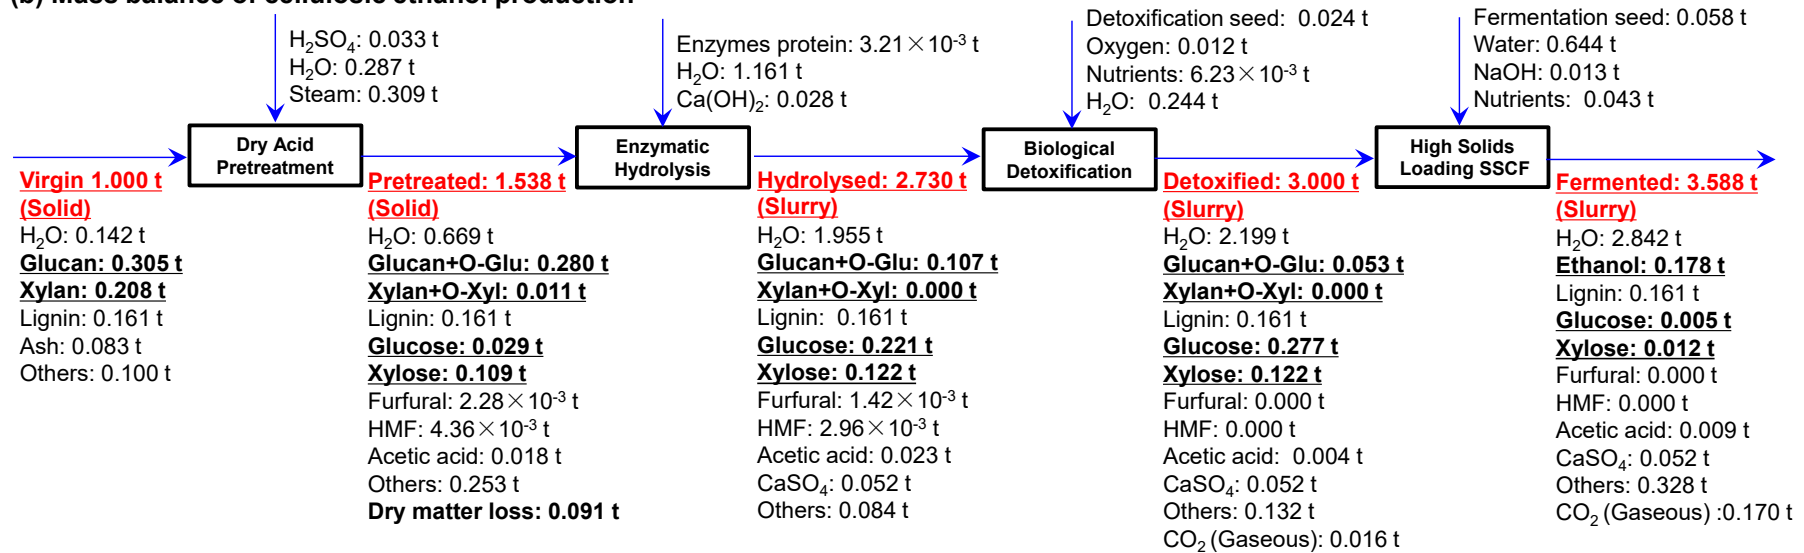 (b) Mass balance of cellulosic ethanol production
H₂SO₄: 0.033 t
H₂O: 0.287 t
Steam: 0.309 t
Enzymes protein: 3.21×10⁻³ t
H₂O: 1.161 t
Ca(OH)₂: 0.028 t
Detoxification seed: 0.024 t
Oxygen: 0.012 t
Nutrients: 6.23×10⁻³ t
H₂O: 0.244 t
Fermentation seed: 0.058 t
Water: 0.644 t
NaOH: 0.013 t
Nutrients: 0.043 t
Dry Acid
Pretreatment
Enzymatic
Hydrolysis
Biological
Detoxification
High Solids
Loading SSCF
Virgin 1.000 t
(Solid)
H₂O: 0.142 t
Glucan: 0.305 t
Xylan: 0.208 t
Lignin: 0.161 t
Ash: 0.083 t
Others: 0.100 t
Pretreated: 1.538 t
(Solid)
H₂O: 0.669 t
Glucan+O-Glu: 0.280 t
Xylan+O-Xyl: 0.011 t
Lignin: 0.161 t
Glucose: 0.029 t
Xylose: 0.109 t
Furfural: 2.28×10⁻³ t
HMF: 4.36×10⁻³ t
Acetic acid: 0.018 t
Others: 0.253 t
Dry matter loss: 0.091 t
Hydrolysed: 2.730 t
(Slurry)
H₂O: 1.955 t
Glucan+O-Glu: 0.107 t
Xylan+O-Xyl: 0.000 t
Lignin: 0.161 t
Glucose: 0.221 t
Xylose: 0.122 t
Furfural: 1.42×10⁻³ t
HMF: 2.96×10⁻³ t
Acetic acid: 0.023 t
CaSO₄: 0.052 t
Others: 0.084 t
Detoxified: 3.000 t
(Slurry)
H₂O: 2.199 t
Glucan+O-Glu: 0.053 t
Xylan+O-Xyl: 0.000 t
Lignin: 0.161 t
Glucose: 0.277 t
Xylose: 0.122 t
Furfural: 0.000 t
HMF: 0.000 t
Acetic acid: 0.004 t
CaSO₄: 0.052 t
Others: 0.132 t
CO₂ (Gaseous): 0.016 t
Fermented: 3.588 t
(Slurry)
H₂O: 2.842 t
Ethanol: 0.178 t
Lignin: 0.161 t
Glucose: 0.005 t
Xylose: 0.012 t
Furfural: 0.000 t
HMF: 0.000 t
Acetic acid: 0.009 t
CaSO₄: 0.052 t
Others: 0.328 t
CO₂ (Gaseous) :0.170 t